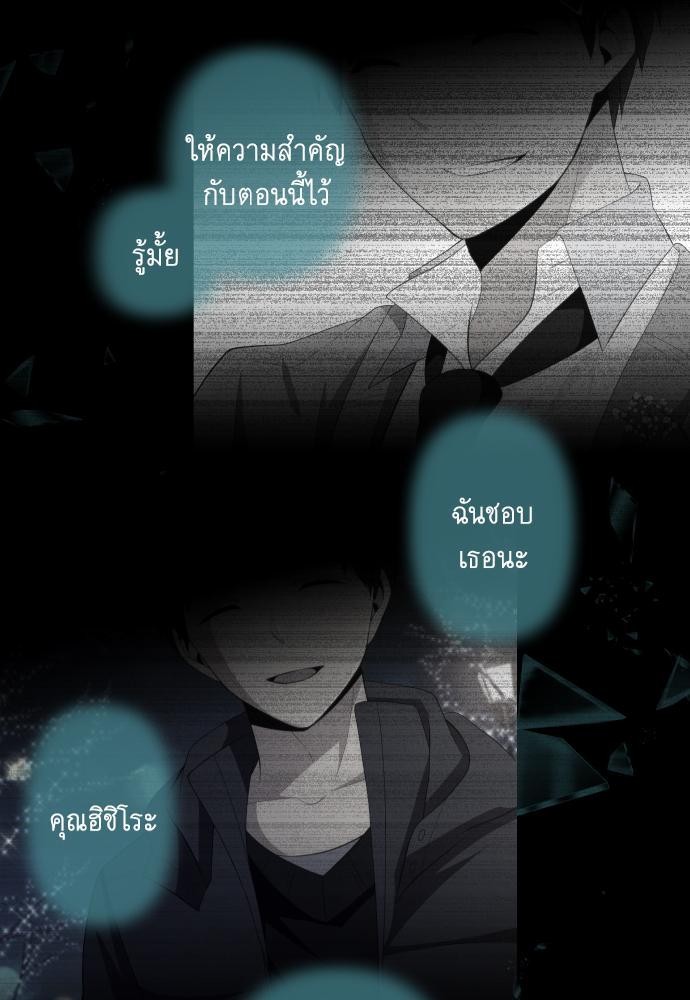 ให้ความสำคัญ
กับตอนนี้ไว้
รู้มั้ย
ฉันชอบ
เธอนะ
คุณฮิชิโระ